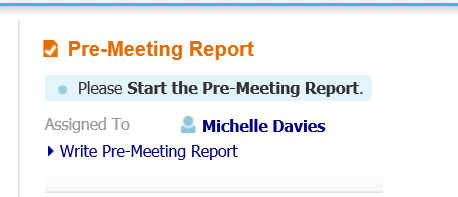 Pre-Meeting Report
Please Start the Pre-Meeting Report.
Assigned To Michelle Davies
Write Pre-Meeting Report